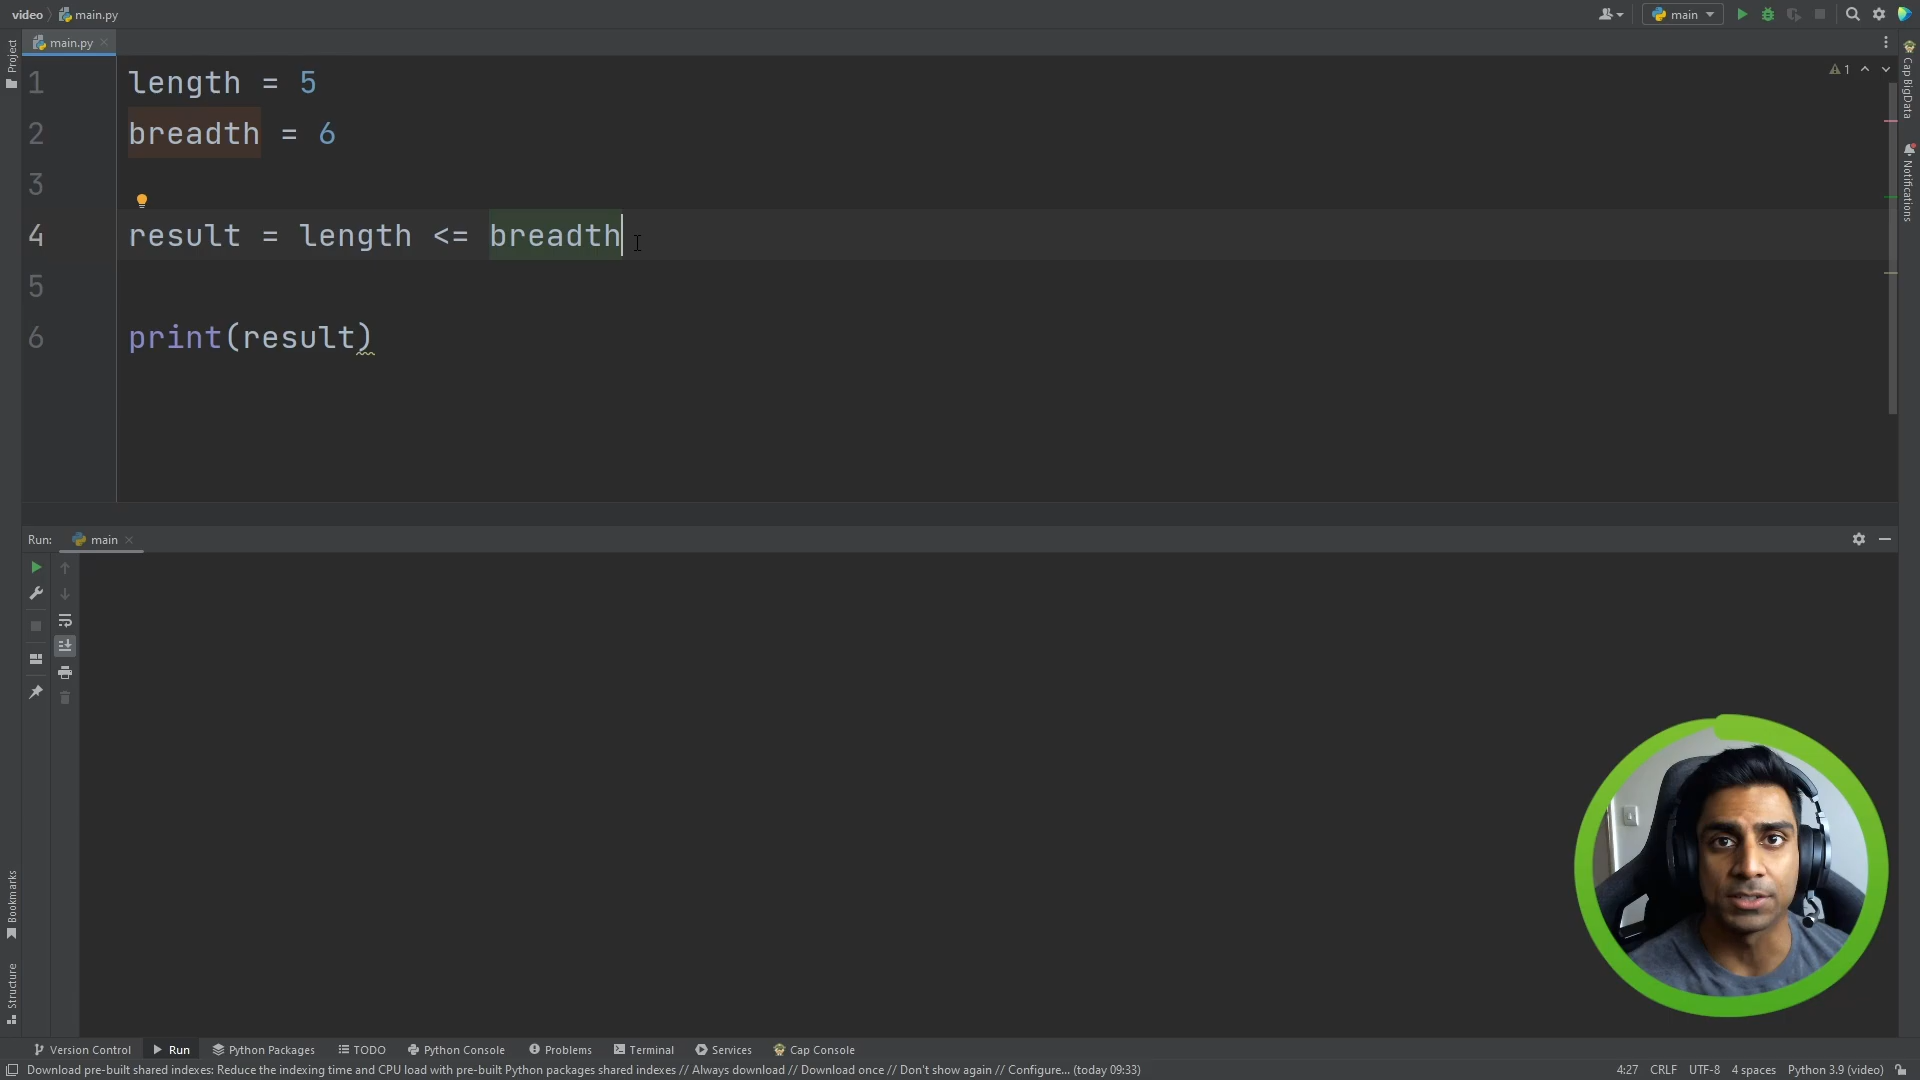 video main.py
main
main.py
Project
1 length = 5
2 breadth = 6
3
4 result = length <= breadth
5
6 print(result)
1
Cap BigData
Notifications
Run: main
Bookmarks
Structure
Version Control Run Python Packages TODO Python Console Problems Terminal Services Cap Console
Download pre-built shared indexes: Reduce the indexing time and CPU load with pre-built Python packages shared indexes // Always download // Download once // Don't show again // Configure... (today 09:33) 4:27 CRLF UTF-8 4 spaces Python 3.9 (video)